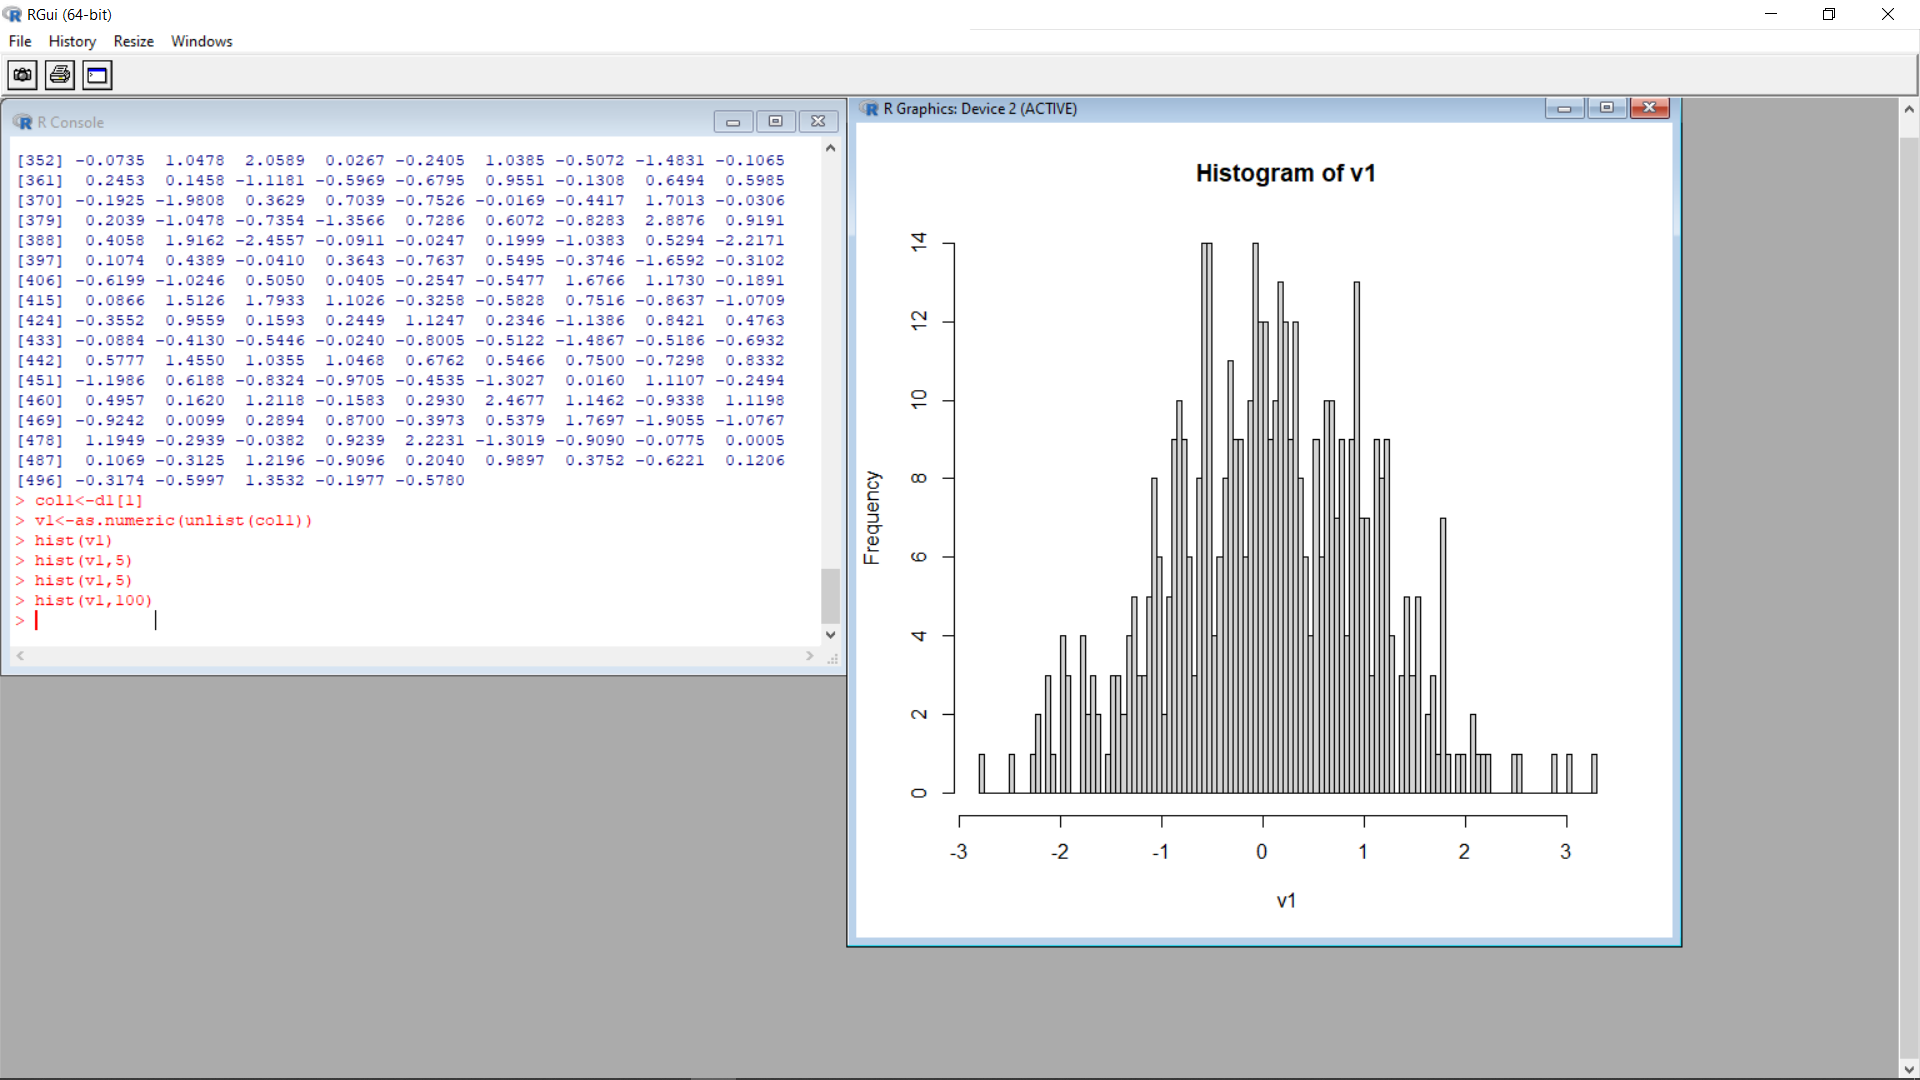 RGui (64-bit)
File History Resize Windows
R Console
[352] -0.0735 1.0478 2.0589 0.0267 -0.2405 1.0385 -0.5072 -1.4831 -0.1065
[361] 0.2453 0.1458 -1.1181 -0.5969 -0.6795 0.9551 -0.1308 0.6494 0.5985
[370] -0.1925 -1.9808 0.3629 0.7039 -0.7526 -0.0169 -0.4417 1.7013 -0.0306
[379] 0.2039 -1.0478 -0.7354 -1.3566 0.7286 0.6072 -0.8283 2.8876 0.9191
[388] 0.4058 1.9162 -2.4557 -0.0911 -0.0247 0.1999 -1.0383 0.5294 -2.2171
[397] 0.1074 0.4389 -0.0410 0.3643 -0.7637 0.5495 -0.3746 -1.6592 -0.3102
[406] -0.6199 -1.0246 0.5050 0.0405 -0.2547 -0.5477 1.6766 1.1730 -0.1891
[415] 0.0866 1.5126 1.7933 1.1026 -0.3258 -0.5828 0.7516 -0.8637 -1.0709
[424] -0.3552 0.9559 0.1593 0.2449 1.1247 0.2346 -1.1386 0.8421 0.4763
[433] -0.0884 -0.4130 -0.5446 -0.0240 -0.8005 -0.5122 -1.4867 -0.5186 -0.6932
[442] 0.5777 1.4550 1.0355 1.0468 0.6762 0.5466 0.7500 -0.7298 0.8332
[451] -1.1986 0.6188 -0.8324 -0.9705 -0.4535 -1.3027 0.0160 1.1107 -0.2494
[460] 0.4957 0.1620 1.2118 -0.1583 0.2930 2.4677 1.1462 -0.9338 1.1198
[469] -0.9242 0.0099 0.2894 0.8700 -0.3973 0.5379 1.7697 -1.9055 -1.0767
[478] 1.1949 -0.2939 -0.0382 0.9239 2.2231 -1.3019 -0.9090 -0.0775 0.0005
[487] 0.1069 -0.3125 1.2196 -0.9096 0.2040 0.9897 0.3752 -0.6221 0.1206
[496] -0.3174 -0.5997 1.3532 -0.1977 -0.5780
> col1<-d1[1]
> v1<-as.numeric(unlist(col1))
> hist(v1)
> hist(v1,5)
> hist(v1,5)
> hist(v1,100)
>
R Graphics: Device 2 (ACTIVE)
Histogram of v1
Frequency
14
12
10
8
6
4
2
0
-3 -2 -1 0 1 2 3
v1